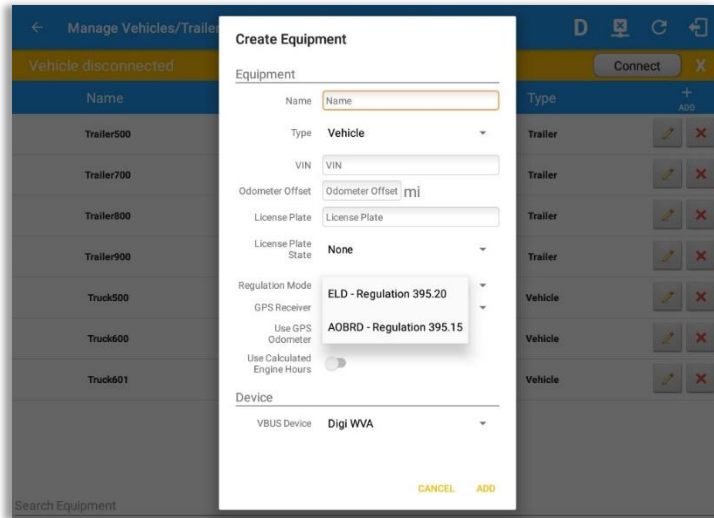 Manage Vehicles/Trailer
D
Vehicle disconnected
Connect
X
Name
Type
ADD
Trailer500
Trailer
Trailer700
Trailer
Trailer800
Trailer
Trailer900
Trailer
Truck500
Vehicle
Truck600
Vehicle
Truck601
Vehicle
Search Equipment
Create Equipment
Equipment
Name
Name
Type
Vehicle
VIN
VIN
Odometer Offset
Odometer Offset
mi
License Plate
License Plate
License Plate
State
None
Regulation Mode
ELD - Regulation 395.20
AOBRD - Regulation 395.15
GPS Receiver
Use GPS
Odometer
Use Calculated
Engine Hours
Device
VBUS Device
Digi WVA
CANCEL
ADD